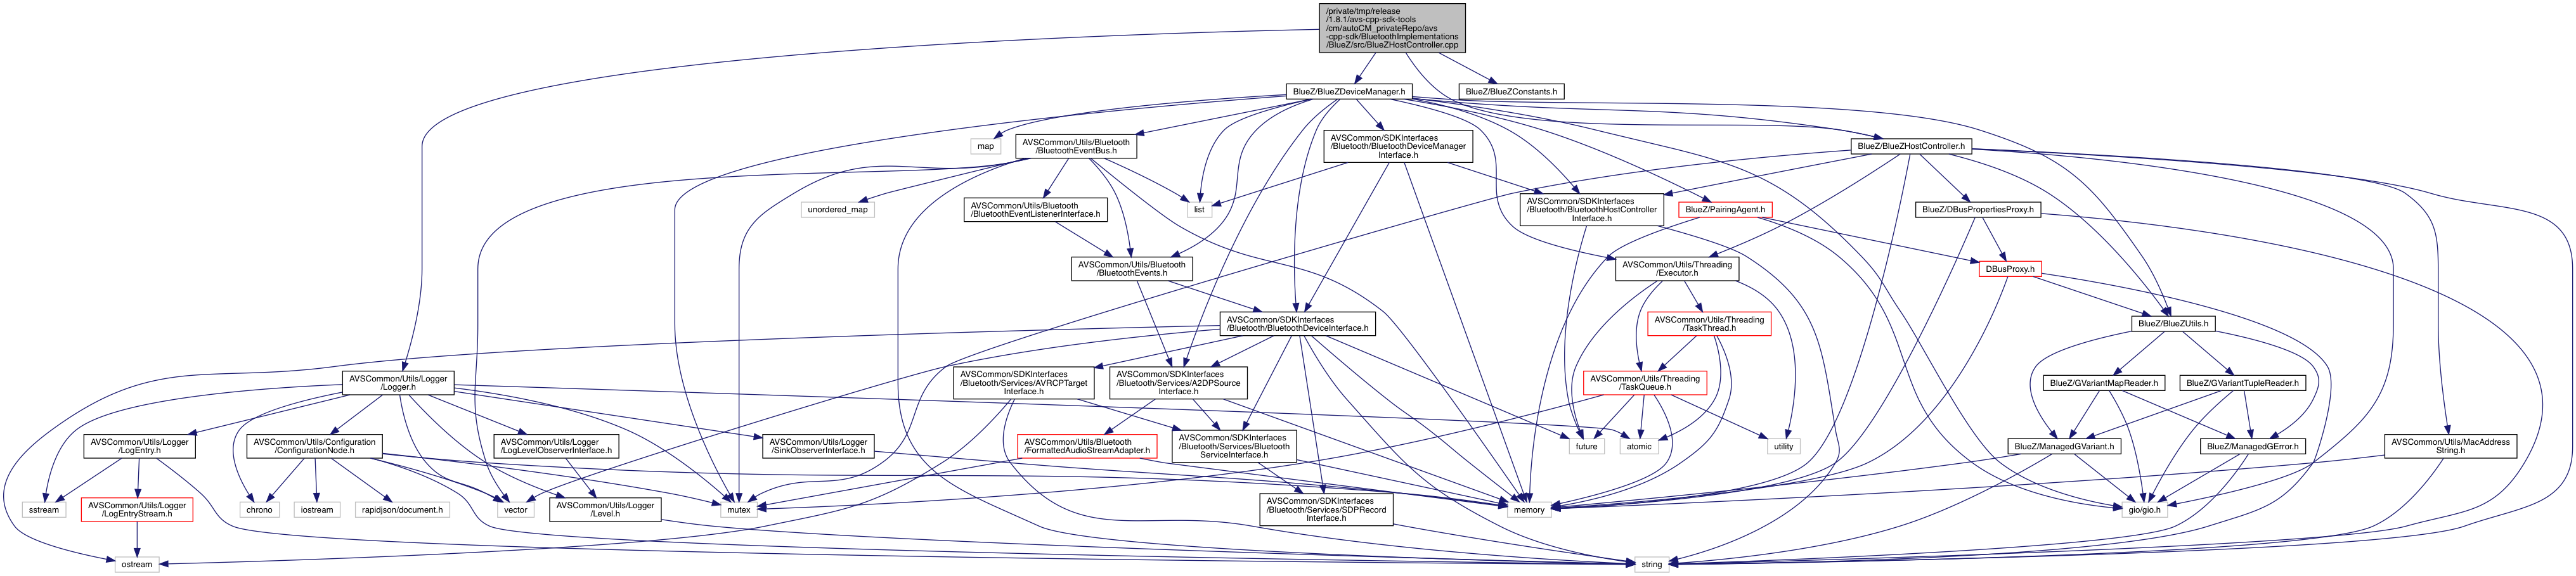 /private/tmp/release
/1.8.1/avs-cpp-sdk-tools
/cm/autoCM_privateRepo/avs
-cpp-sdk/BluetoothImplementations
/BlueZ/src/BlueZHostController.cpp
BlueZ/BlueZDeviceManager.h
BlueZ/BlueZConstants.h
map
AVSCommon/Utils/Bluetooth
/BluetoothEventBus.h
AVSCommon/SDKInterfaces
/Bluetooth/BluetoothDeviceManager
Interface.h
BlueZ/BlueZHostController.h
unordered_map
AVSCommon/Utils/Bluetooth
/BluetoothEventListenerInterface.h
list
AVSCommon/SDKInterfaces
/Bluetooth/BluetoothHostController
Interface.h
BlueZ/PairingAgent.h
BlueZ/DBusPropertiesProxy.h
AVSCommon/Utils/Bluetooth
/BluetoothEvents.h
AVSCommon/Utils/Threading
/Executor.h
DBusProxy.h
AVSCommon/SDKInterfaces
/Bluetooth/BluetoothDeviceInterface.h
AVSCommon/Utils/Threading
/TaskThread.h
BlueZ/BlueZUtils.h
AVSCommon/Utils/Logger
/Logger.h
AVSCommon/SDKInterfaces
/Bluetooth/Services/AVRCPTarget
Interface.h
AVSCommon/SDKInterfaces
/Bluetooth/Services/A2DPSource
Interface.h
AVSCommon/Utils/Threading
/TaskQueue.h
BlueZ/GVariantMapReader.h
BlueZ/GVariantTupleReader.h
AVSCommon/Utils/Logger
/LogEntry.h
AVSCommon/Utils/Configuration
/ConfigurationNode.h
AVSCommon/Utils/Logger
/LogLevelObserverInterface.h
AVSCommon/Utils/Logger
/SinkObserverInterface.h
AVSCommon/Utils/Bluetooth
/FormattedAudioStreamAdapter.h
AVSCommon/SDKInterfaces
/Bluetooth/Services/Bluetooth
ServiceInterface.h
future
atomic
utility
BlueZ/ManagedGVariant.h
BlueZ/ManagedGError.h
AVSCommon/Utils/MacAddress
String.h
sstream
AVSCommon/Utils/Logger
/LogEntryStream.h
chrono
iostream
rapidjson/document.h
vector
AVSCommon/Utils/Logger
/Level.h
mutex
AVSCommon/SDKInterfaces
/Bluetooth/Services/SDPRecord
Interface.h
memory
gio/gio.h
ostream
string